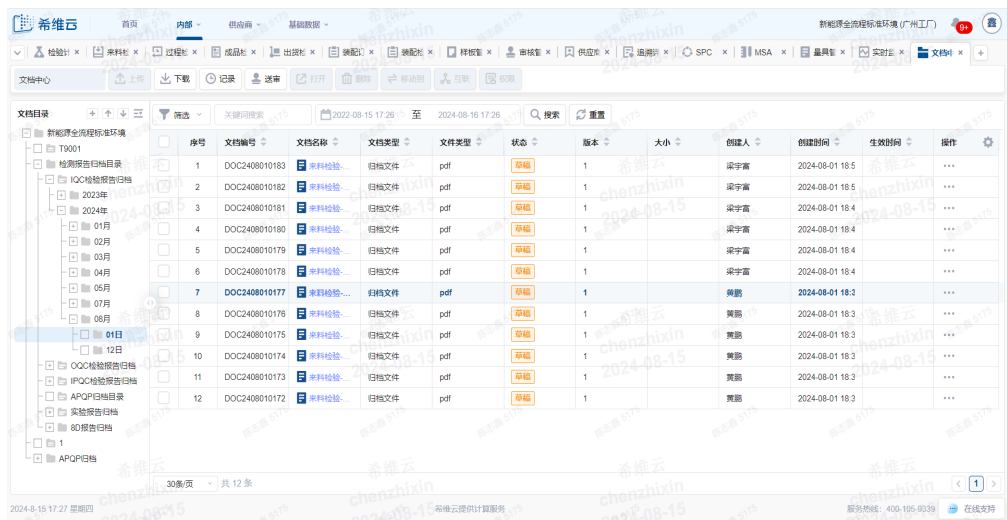 希维云 首页 内部 供应商 基础数据 新能源全流程标准环境 (广州工厂) 9+ 鑫
检验计 × 来料检 × 过程检 × 成品检 × 出货检 × 装配订 × 装配检 × 样板管 × 审核管 × 供应商 × 追溯 × SPC × MSA × 量具管 × 实时 × 文档中 × +
文档中心 上传 下载 记录 送审 打开 删除 移动到 互联 权限
文档目录 筛选 关键词搜索 2022-08-15 17:26 至 2024-08-16 17:26 搜索 重置
序号 文档编号 文档名称 文档类型 文件类型 状态 版本 大小 创建人 创建时间 生效时间 操作
1 DOC2408010183 来料检验-... 归档文件 pdf 草稿 1 梁宇富 2024-08-01 18:5 ...
2 DOC2408010182 来料检验-... 归档文件 pdf 草稿 1 梁宇富 2024-08-01 18:5 ...
3 DOC2408010181 来料检验-... 归档文件 pdf 草稿 1 梁宇富 2024-08-01 18:4 ...
4 DOC2408010180 来料检验-... 归档文件 pdf 草稿 1 梁宇富 2024-08-01 18:4 ...
5 DOC2408010179 来料检验-... 归档文件 pdf 草稿 1 梁宇富 2024-08-01 18:4 ...
6 DOC2408010178 来料检验-... 归档文件 pdf 草稿 1 梁宇富 2024-08-01 18:4 ...
7 DOC2408010177 来料检验-... 归档文件 pdf 草稿 1 黄鹏 2024-08-01 18:3 ...
8 DOC2408010176 来料检验-... 归档文件 pdf 草稿 1 黄鹏 2024-08-01 18:3 ...
9 DOC2408010175 来料检验-... 归档文件 pdf 草稿 1 黄鹏 2024-08-01 18:3 ...
10 DOC2408010174 来料检验-... 归档文件 pdf 草稿 1 黄鹏 2024-08-01 18:3 ...
11 DOC2408010173 来料检验-... 归档文件 pdf 草稿 1 黄鹏 2024-08-01 18:3 ...
12 DOC2408010172 来料检验-... 归档文件 pdf 草稿 1 黄鹏 2024-08-01 18:3 ...
新能源全流程标准环境
T9001
检测报告归档目录
IQC检验报告归档
2023年
2024年
01月
02月
03月
04月
05月
07月
08月
01日
12日
OQC检验报告归档
IPQC检验报告归档
APQP归档目录
实验报告归档
8D报告归档
1
APQP归档
30条/页 共 12 条 < 1 >
2024-8-15 17:27 星期四 希维云提供计算服务 服务热线：400-105-9339 在线支持
希维云
chenzhixin
2024-08-15